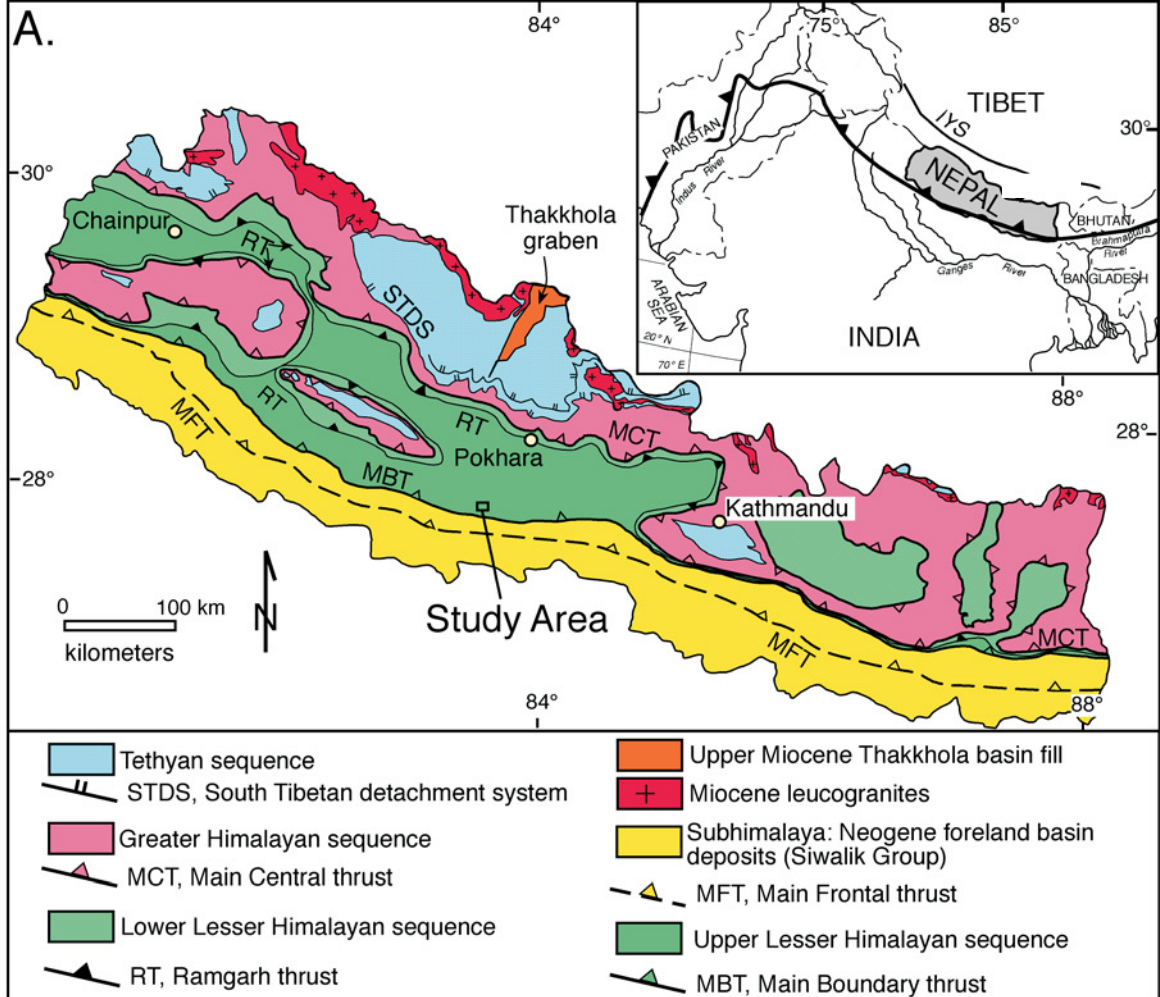 A.
84°
75°
85°
TIBET
IYS
30°
PAKISTAN
Indus River
NEPAL
BHUTAN
Brahmaputra
River
Ganges River
BANGLADESH
ARABIAN
SEA
20° N
70° E
INDIA
30°
Chainpur
RT
Thakkhola
graben
STDS
88°
RT
RT
MCT
28°
Pokhara
MFT
MBT
28°
Kathmandu
0 100 km
kilometers
N
Study Area
MCT
MFT
84°
88°
Tethyan sequence
STDS, South Tibetan detachment system
Greater Himalayan sequence
MCT, Main Central thrust
Lower Lesser Himalayan sequence
RT, Ramgarh thrust
Upper Miocene Thakkhola basin fill
Miocene leucogranites
Subhimalaya: Neogene foreland basin
deposits (Siwalik Group)
MFT, Main Frontal thrust
Upper Lesser Himalayan sequence
MBT, Main Boundary thrust